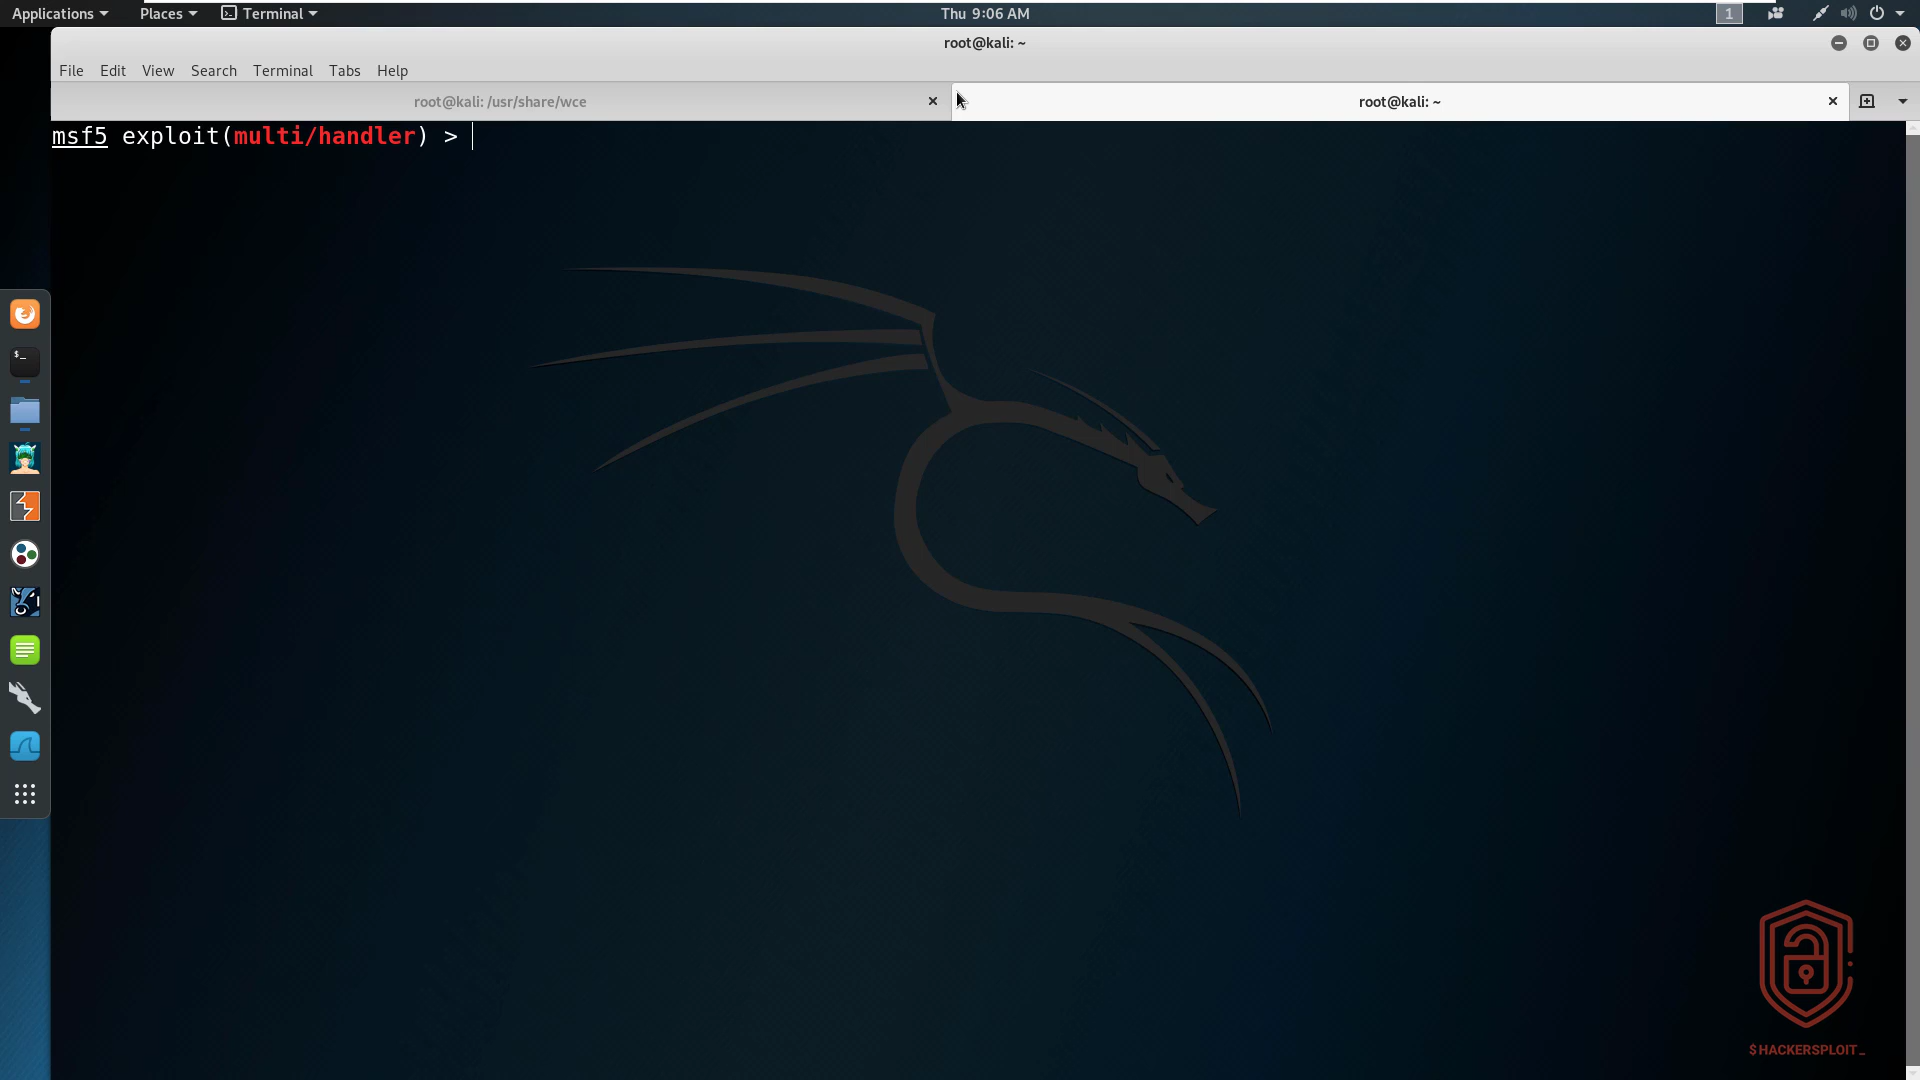 Applications Places Terminal Thu 9:06 AM 1
root@kali: ~
File Edit View Search Terminal Tabs Help
root@kali: /usr/share/wce root@kali: ~
msf5 exploit(multi/handler) >
$_
$HACKERSPLOIT_